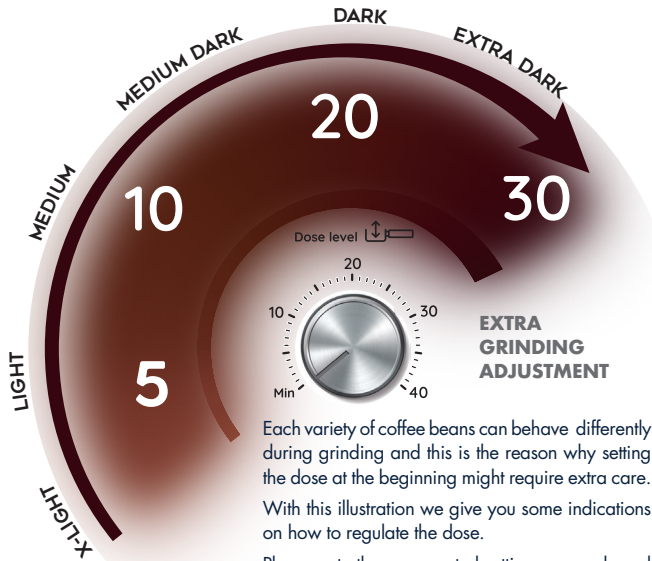 DARK
MEDIUM DARK
EXTRA DARK
20
10
30
MEDIUM
Dose level
20
10
30
Min
40
5
LIGHT
X-LIGHT
EXTRA
GRINDING
ADJUSTMENT
Each variety of coffee beans can behave differently
during grinding and this is the reason why setting
the dose at the beginning might require extra care.
With this illustration we give you some indications
on how to regulate the dose.